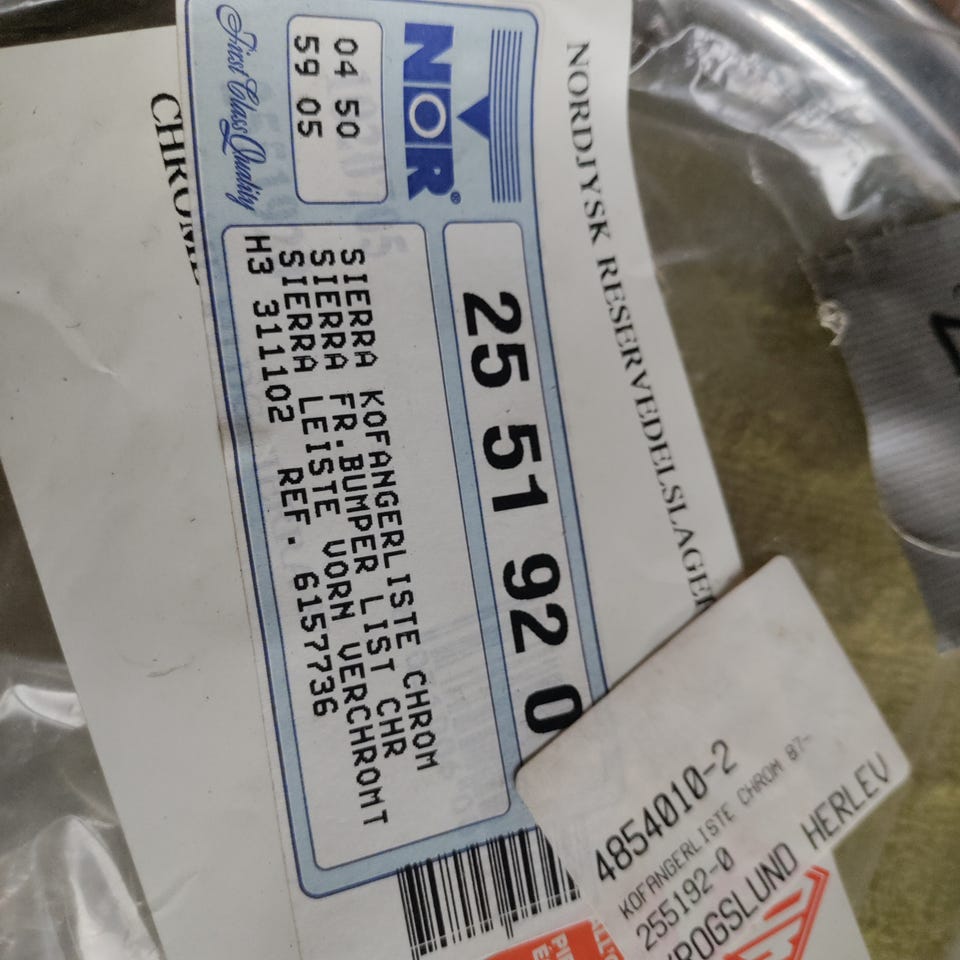 NORDJYSK RESERVEDELSLAGER
NOR®
04 50
59 05
First Class Quality
25 51 92 0
SIERRA KOFANGERLISTE CHROM
SIERRA FR.BUMPER LIST CHR
SIERRA LEISTE VORN VERCHROMT
H3 311102 REF. 6157736
CHROME
4854010-2
KOFANGERLISTE CHROM 87-
255192-0
KROGSLUND HERLEV